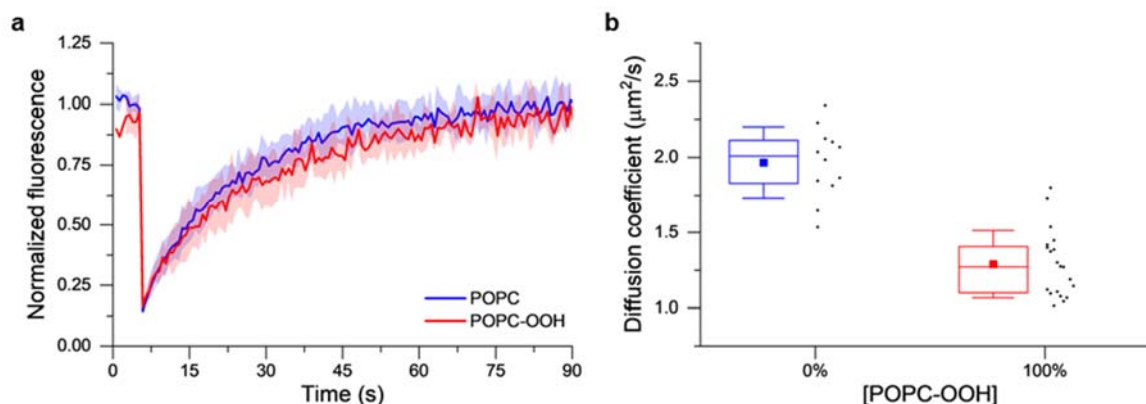 a
1.25
1.00
0.75
0.50
0.25
0.00
Normalized fluorescence
POPC
POPC-OOH
0 15 30 45 60 75 90
Time (s)
b
2.5
2.0
1.5
1.0
Diffusion coefficient (μm²/s)
0% 100%
[POPC-OOH]